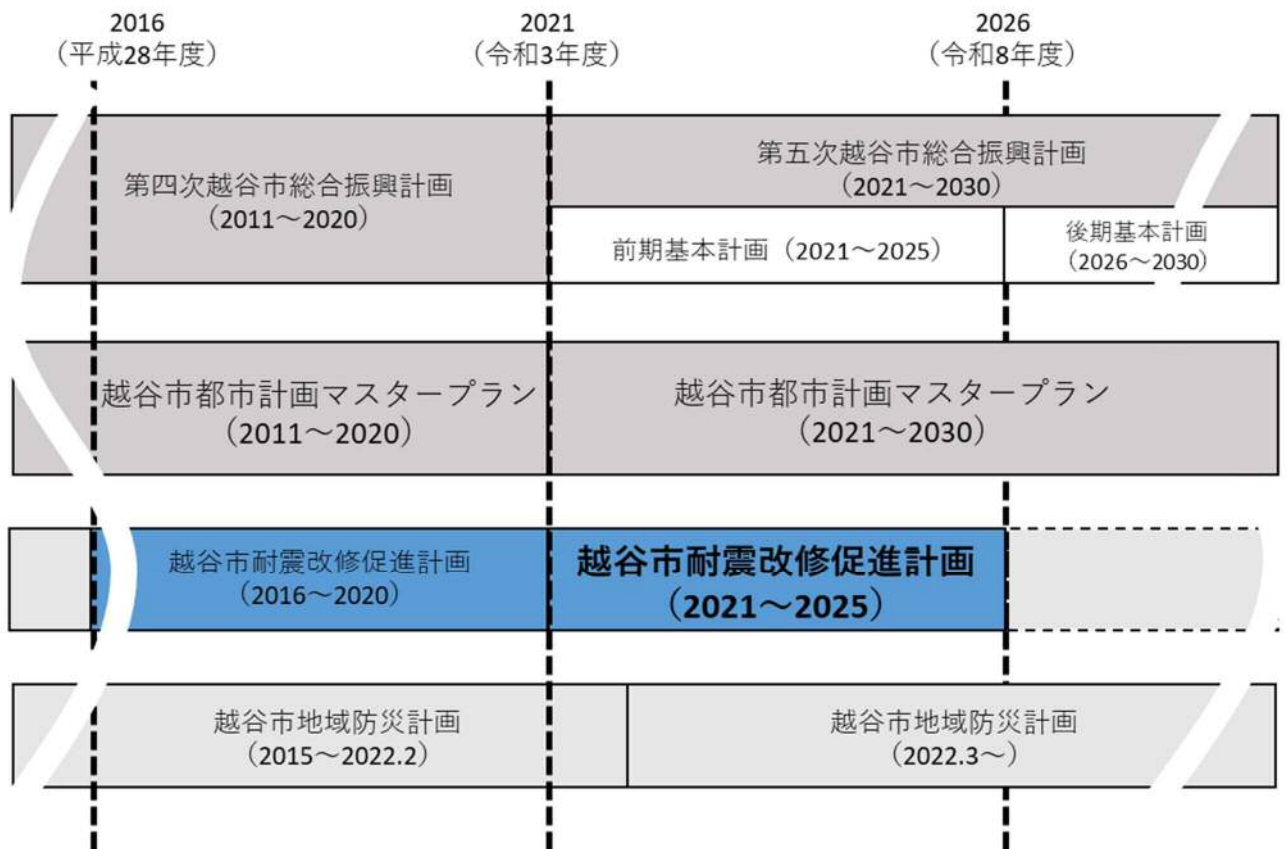 2016
（平成28年度）
2021
（令和3年度）
2026
（令和8年度）
第四次越谷市総合振興計画
（2011～2020）
第五次越谷市総合振興計画
（2021～2030）
前期基本計画（2021～2025）
後期基本計画
（2026～2030）
越谷市都市計画マスタープラン
（2011～2020）
越谷市都市計画マスタープラン
（2021～2030）
越谷市耐震改修促進計画
（2016～2020）
越谷市耐震改修促進計画
（2021～2025）
越谷市地域防災計画
（2015～2022.2）
越谷市地域防災計画
（2022.3～）